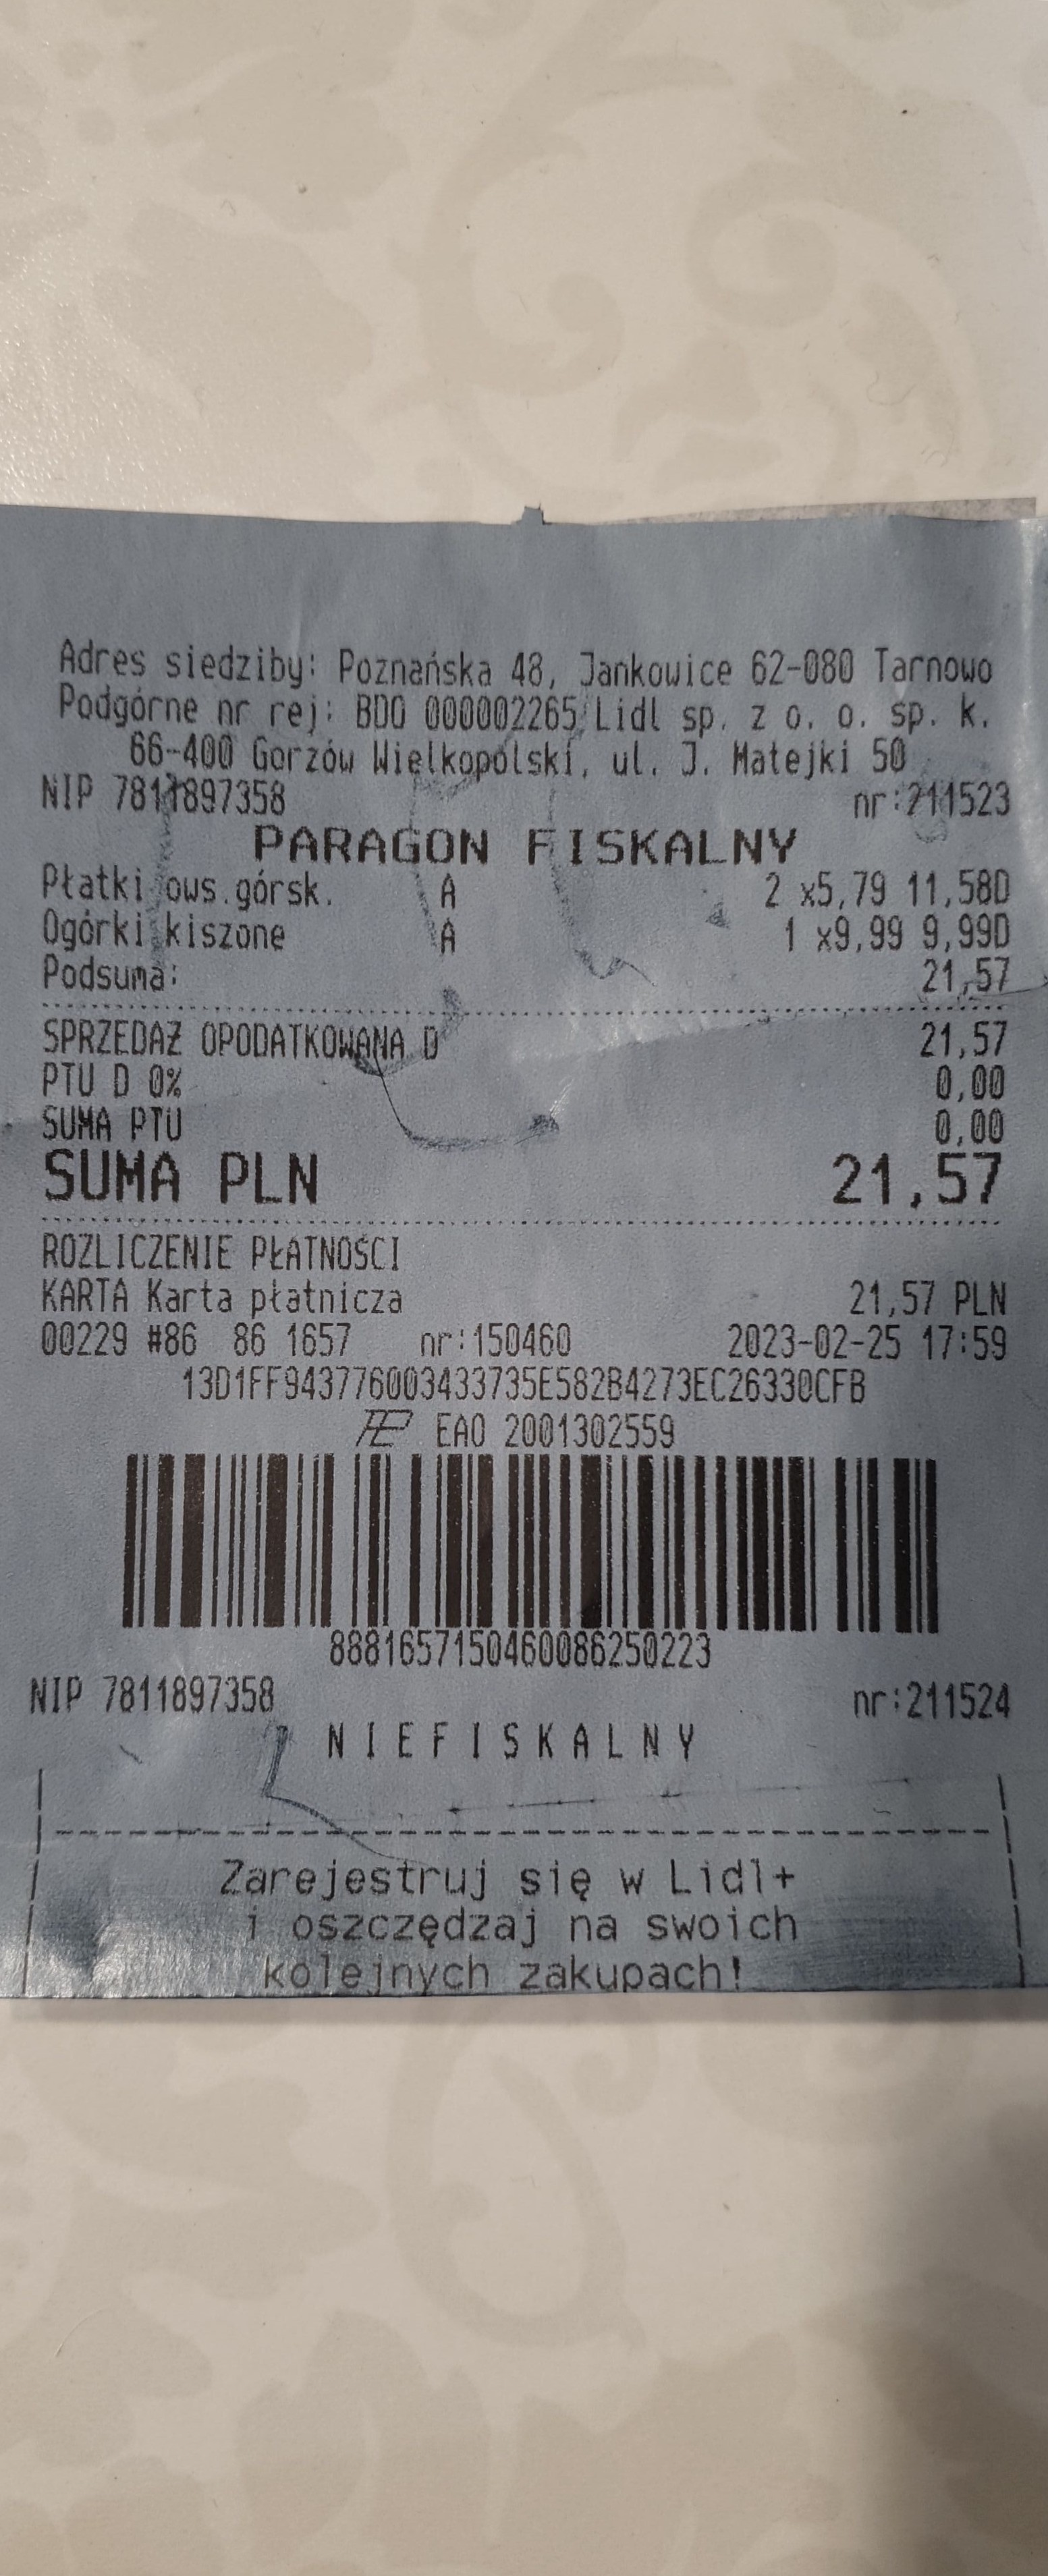 Adres siedziby: Poznańska 48, Jankowice 62-080 Tarnowo
Podgórne nr rej: BDO 000002265 Lidl sp. z o. o. sp. k.
66-400 Gorzów Wielkopolski, ul. J. Matejki 50
NIP 7811897358 nr:211523
PARAGON FISKALNY
Płatki ows.górsk. A 2 x5,79 11,58D
Ogórki kiszone A 1 x9,99 9,99D
Podsuma: 21,57
SPRZEDAŻ OPODATKOWANA D 21,57
PTU D 0% 0,00
SUMA PTU 0,00
SUMA PLN 21,57
ROZLICZENIE PŁATNOŚCI
KARTA Karta płatnicza 21,57 PLN
00229 #86 86 1657 nr:150460 2023-02-25 17:59
13D1FF943776003433735E582B4273EC26330CFB
EAO 2001302559
8881657150460086250223
NIP 7811897358 nr:211524
NIEFISKALNY
Zarejestruj się w Lidl+
i oszczędzaj na swoich
kolejnych zakupach!